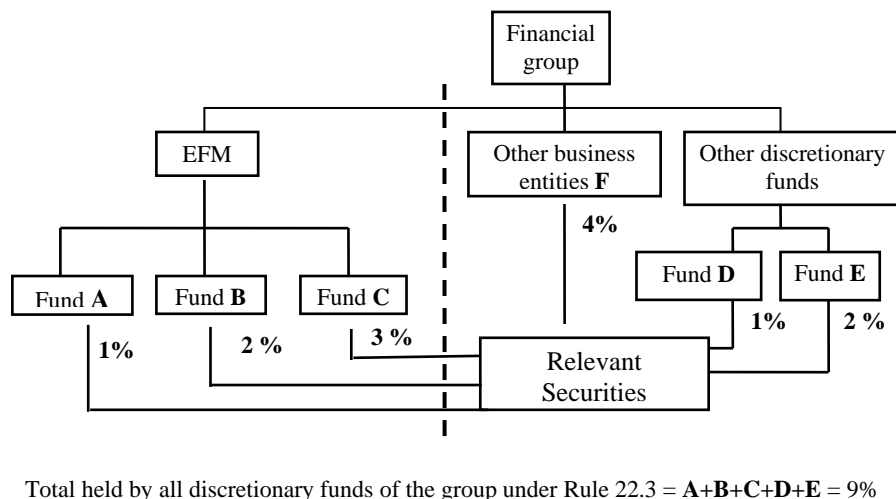 Financial
group
EFM
Other business
entities F
Other discretionary
funds
4%
Fund A
Fund B
Fund C
Fund D
Fund E
1%
2 %
3 %
1%
2 %
Relevant
Securities
Total held by all discretionary funds of the group under Rule 22.3 = A+B+C+D+E = 9%